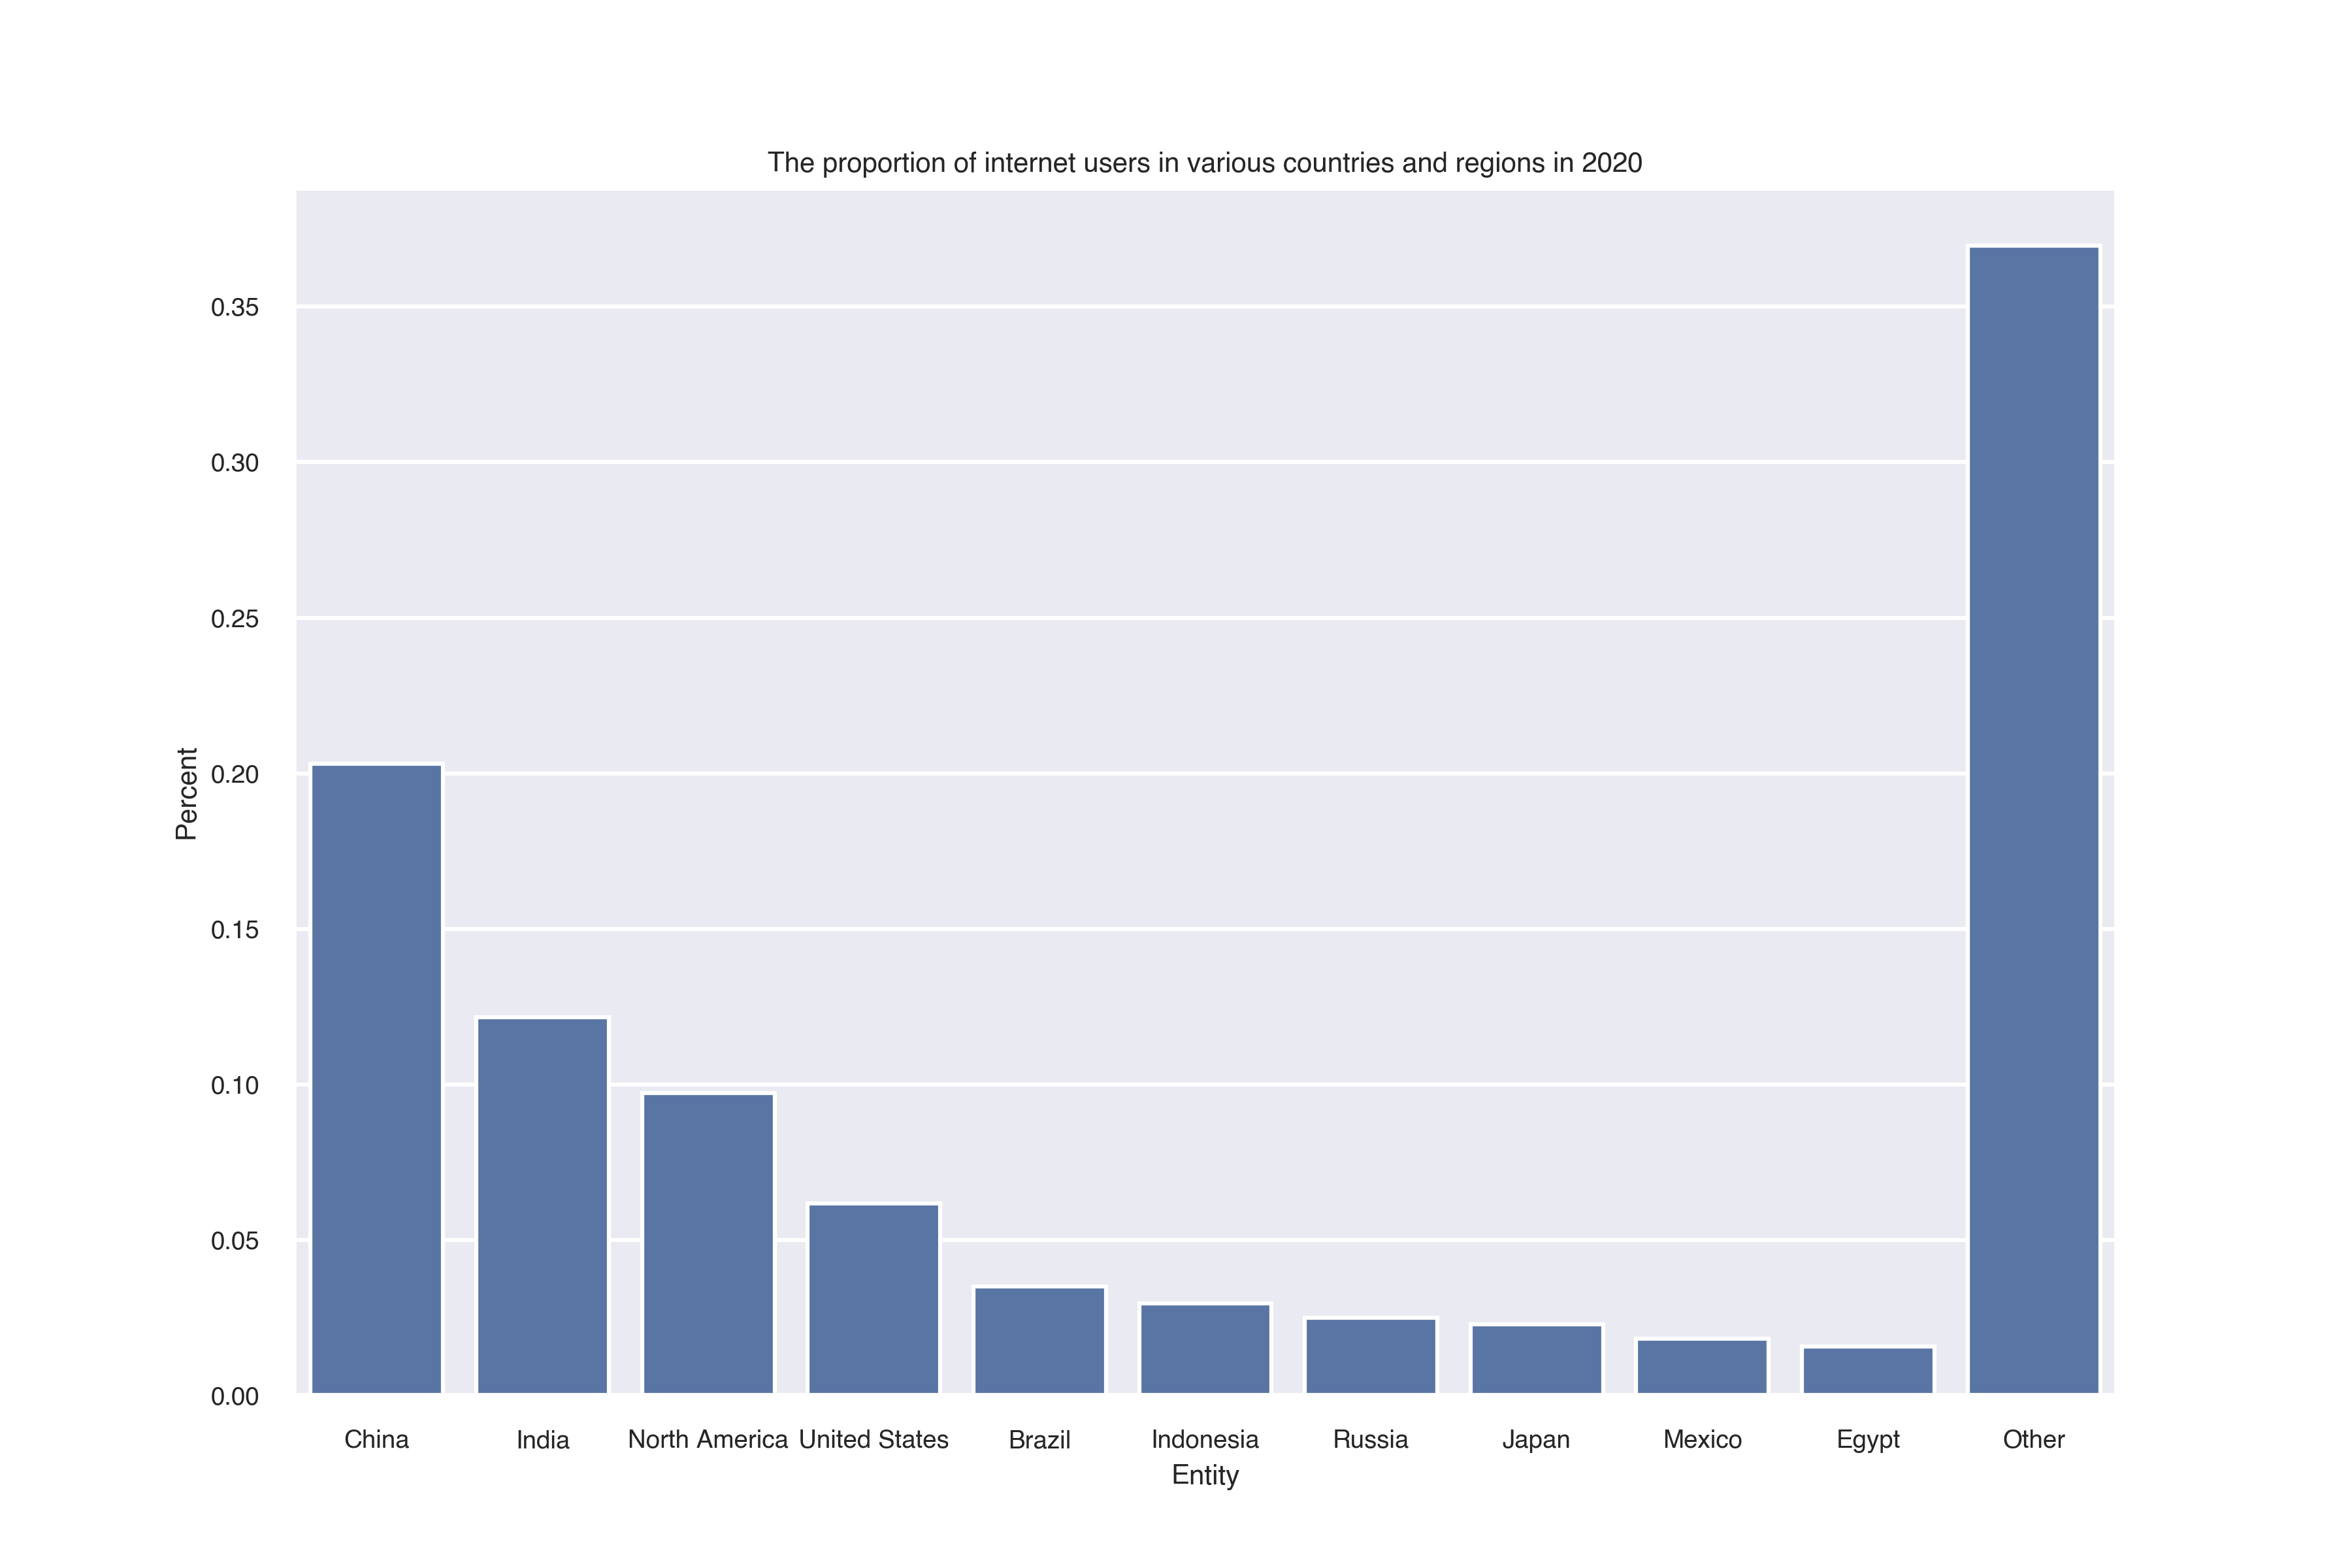 The proportion of internet users in various countries and regions in 2020
Percent
0.35
0.30
0.25
0.20
0.15
0.10
0.05
0.00
China India North America United States Brazil Indonesia Russia Japan Mexico Egypt Other
Entity